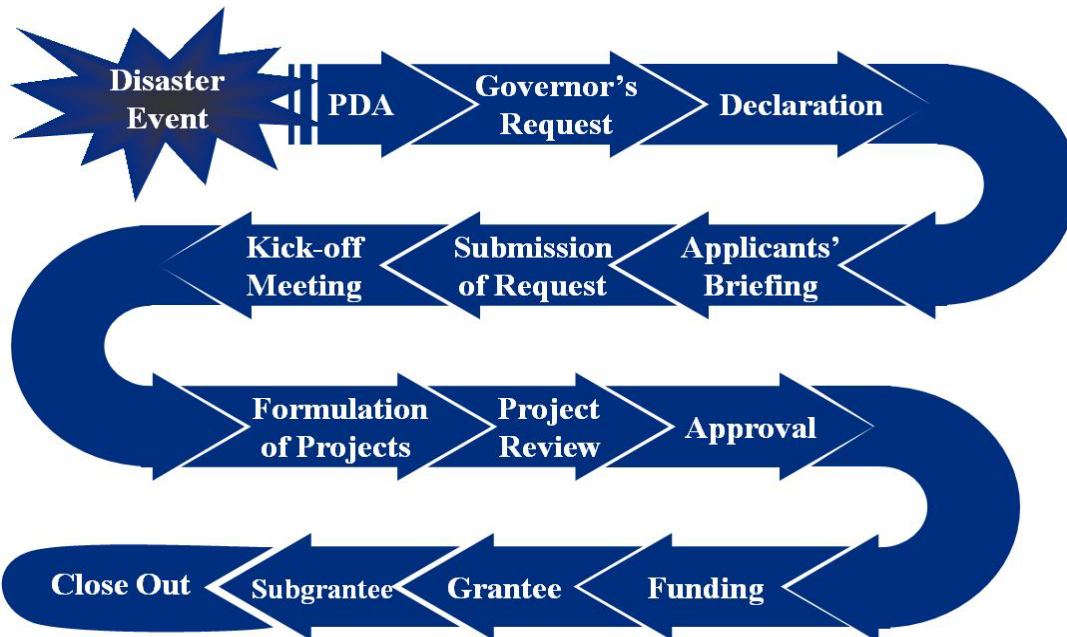 Disaster
Event
PDA
Governor's
Request
Declaration
Applicants'
Briefing
Submission
of Request
Kick-off
Meeting
Formulation
of Projects
Project
Review
Approval
Funding
Grantee
Subgrantee
Close Out